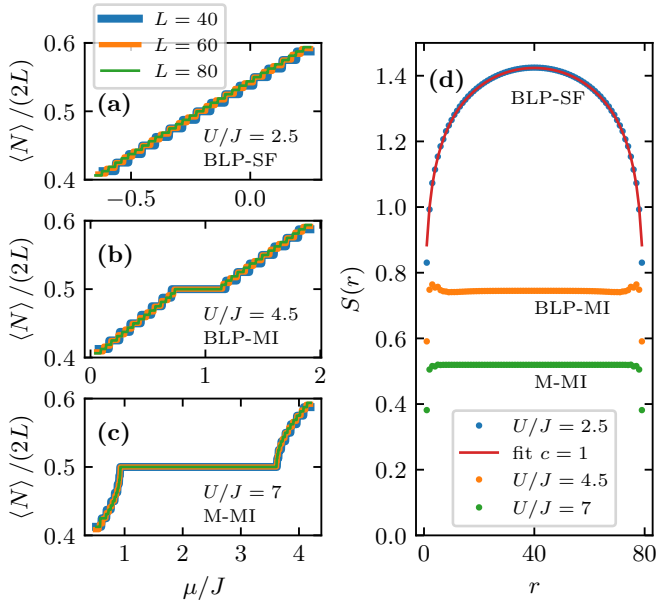 L = 40
L = 60
L = 80
0.6
0.4
⟨N⟩/(2L)
(a)
U/J = 2.5
BLP-SF
−0.5
0.0
0.6
0.5
0.4
⟨N⟩/(2L)
(b)
U/J = 4.5
BLP-MI
0
1
2
0.6
0.5
0.4
⟨N⟩/(2L)
(c)
U/J = 7
M-MI
1
2
3
4
μ/J
(d)
1.4
1.2
1.0
0.8
0.6
0.4
0.2
0.0
S(r)
BLP-SF
BLP-MI
M-MI
U/J = 2.5
fit c = 1
U/J = 4.5
U/J = 7
0
40
80
r